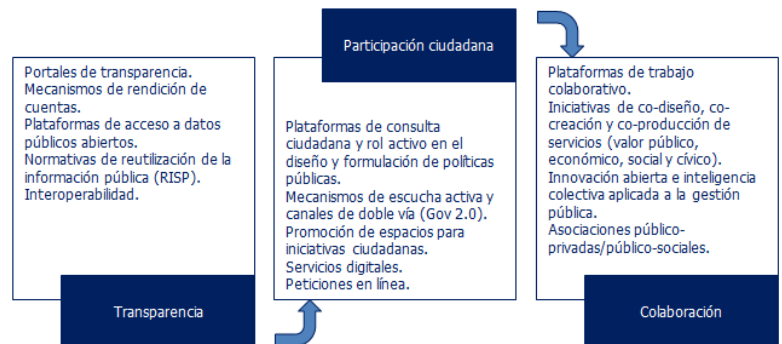 Portales de transparencia.
Mecanismos de rendición de
cuentas.
Plataformas de acceso a datos
públicos abiertos.
Normativas de reutilización de la
información pública (RISP).
Interoperabilidad.
Transparencia
Participación ciudadana
Plataformas de consulta
ciudadana y rol activo en el
diseño y formulación de políticas
públicas.
Mecanismos de escucha activa y
canales de doble vía (Gov 2.0).
Promoción de espacios para
iniciativas ciudadanas.
Servicios digitales.
Peticiones en línea.
Plataformas de trabajo
colaborativo.
Iniciativas de co-diseño, co-
creación y co-producción de
servicios (valor público,
económico, social y cívico).
Innovación abierta e inteligencia
colectiva aplicada a la gestión
pública.
Asociaciones público-
privadas/público-sociales.
Colaboración